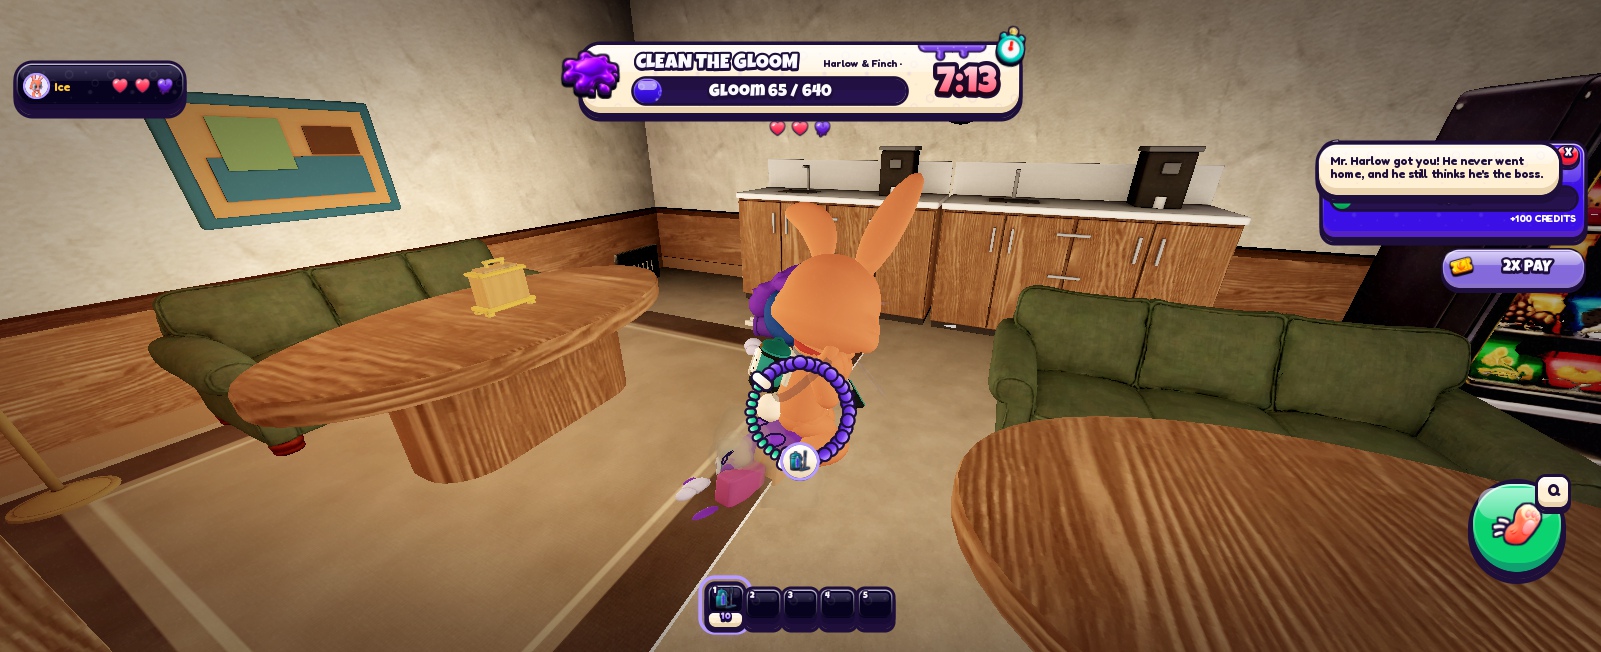 Ice
CLEAN THE GLOOM
Harlow & Finch ·
7:13
Gloom 65 / 640
Mr. Harlow got you! He never went
home, and he still thinks he's the boss.
X
+100 CREDITS
2X PAY
Q
1
2
3
4
5
10